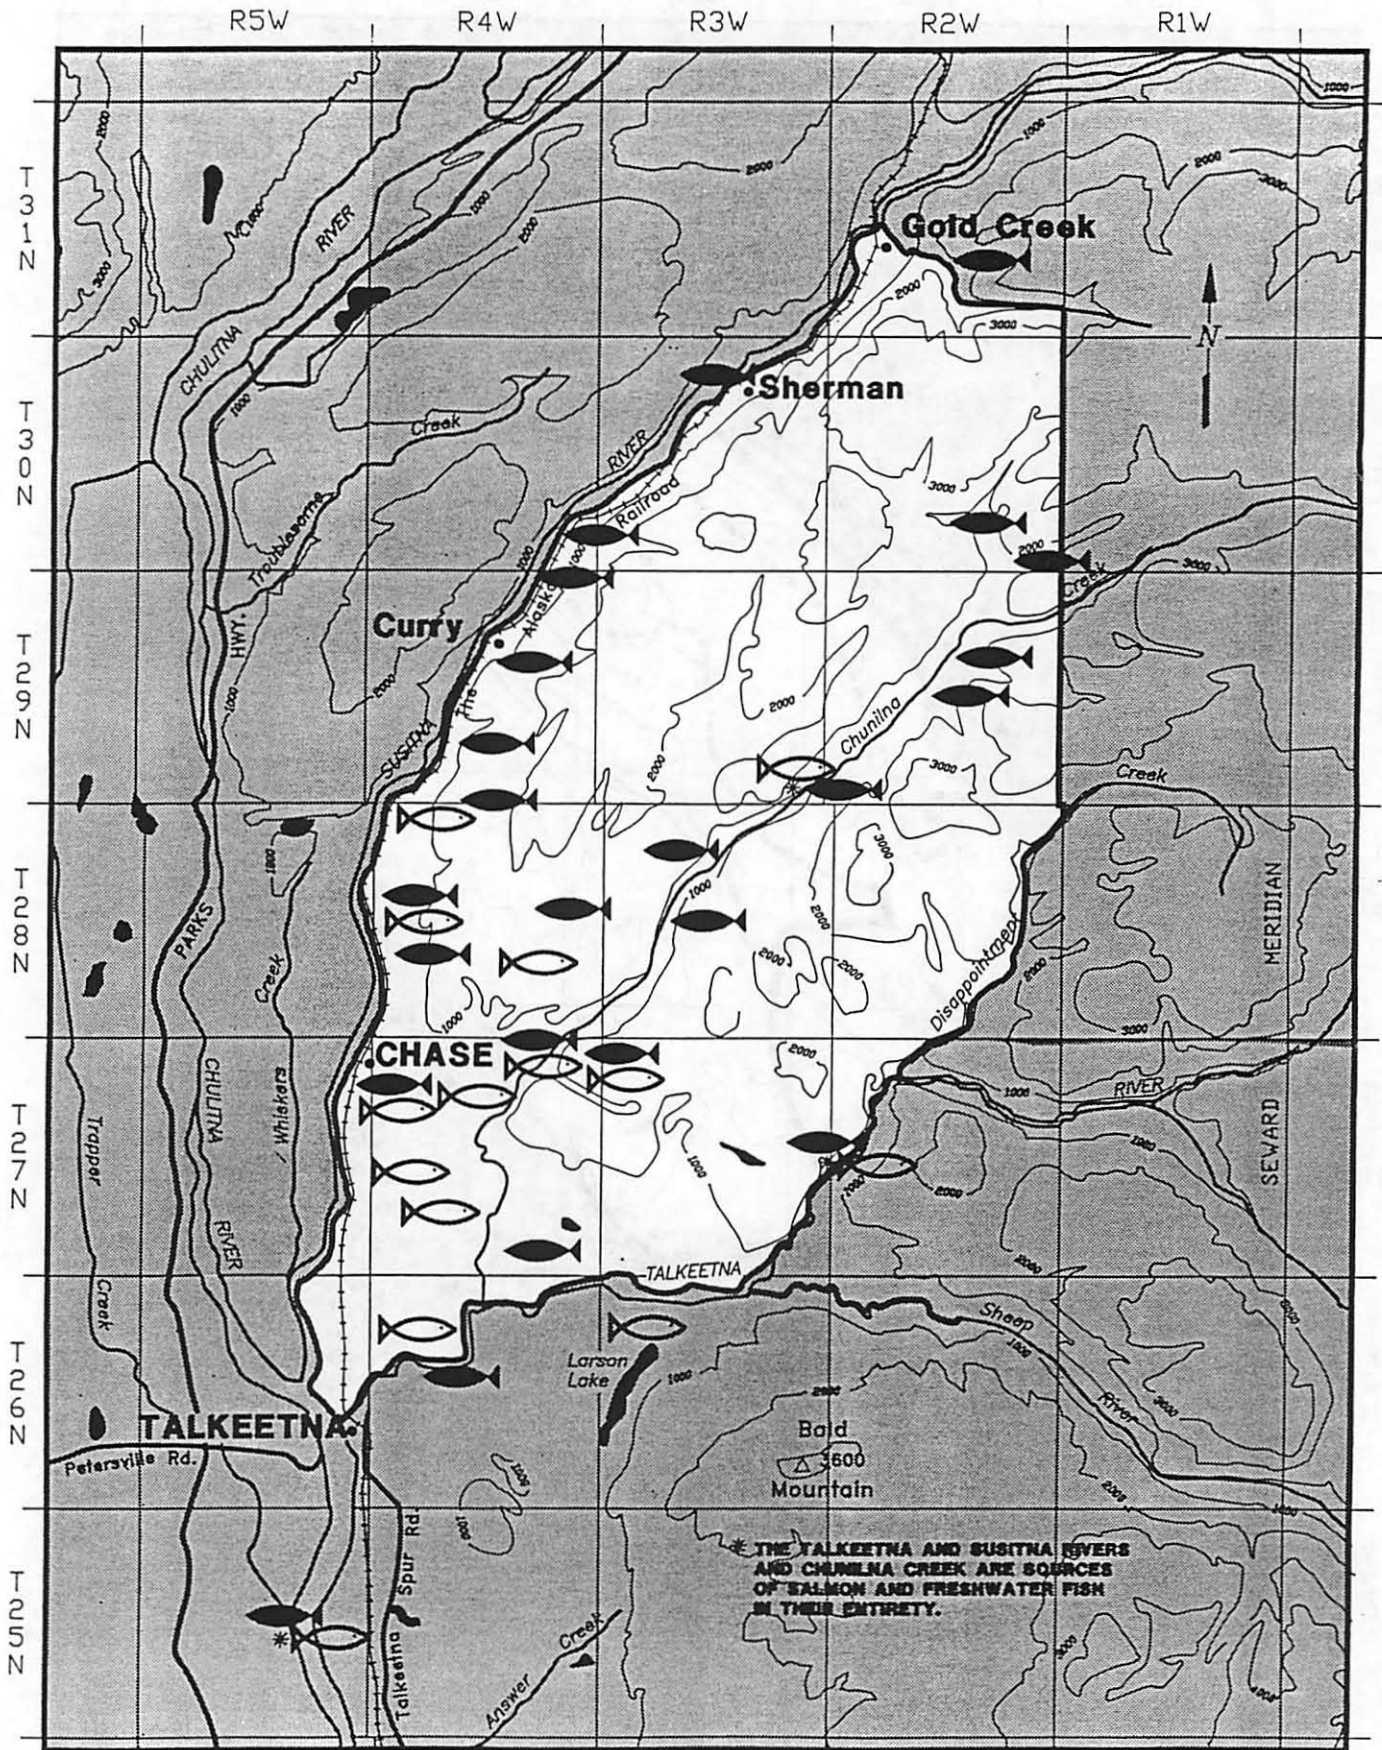 R5W R4W R3W R2W R1W
T31N
T30N
T29N
T28N
T27N
T26N
T25N
1000
2000
3000
RIVER
CHULITNA
Gold Creek
N
Sherman
Creek
Troublesome
RIVER
Railroad
Alaska
The
Curry
HWY.
SUSITNA
Chunilna
Creek
Creek
PARKS
Creek
Whiskers
CHULITNA
RIVER
Disappointment
MERIDIAN
SEWARD
CHASE
RIVER
Trapper
Creek
TALKEETNA
Sheep
River
Larson
Lake
TALKEETNA
Petersville Rd.
Bald
3600
Mountain
Talkeetna Spur Rd.
Answer Creek
* THE TALKEETNA AND SUSITNA RIVERS
AND CHUNILNA CREEK ARE SOURCES
OF SALMON AND FRESHWATER FISH
IN THEIR ENTIRETY.